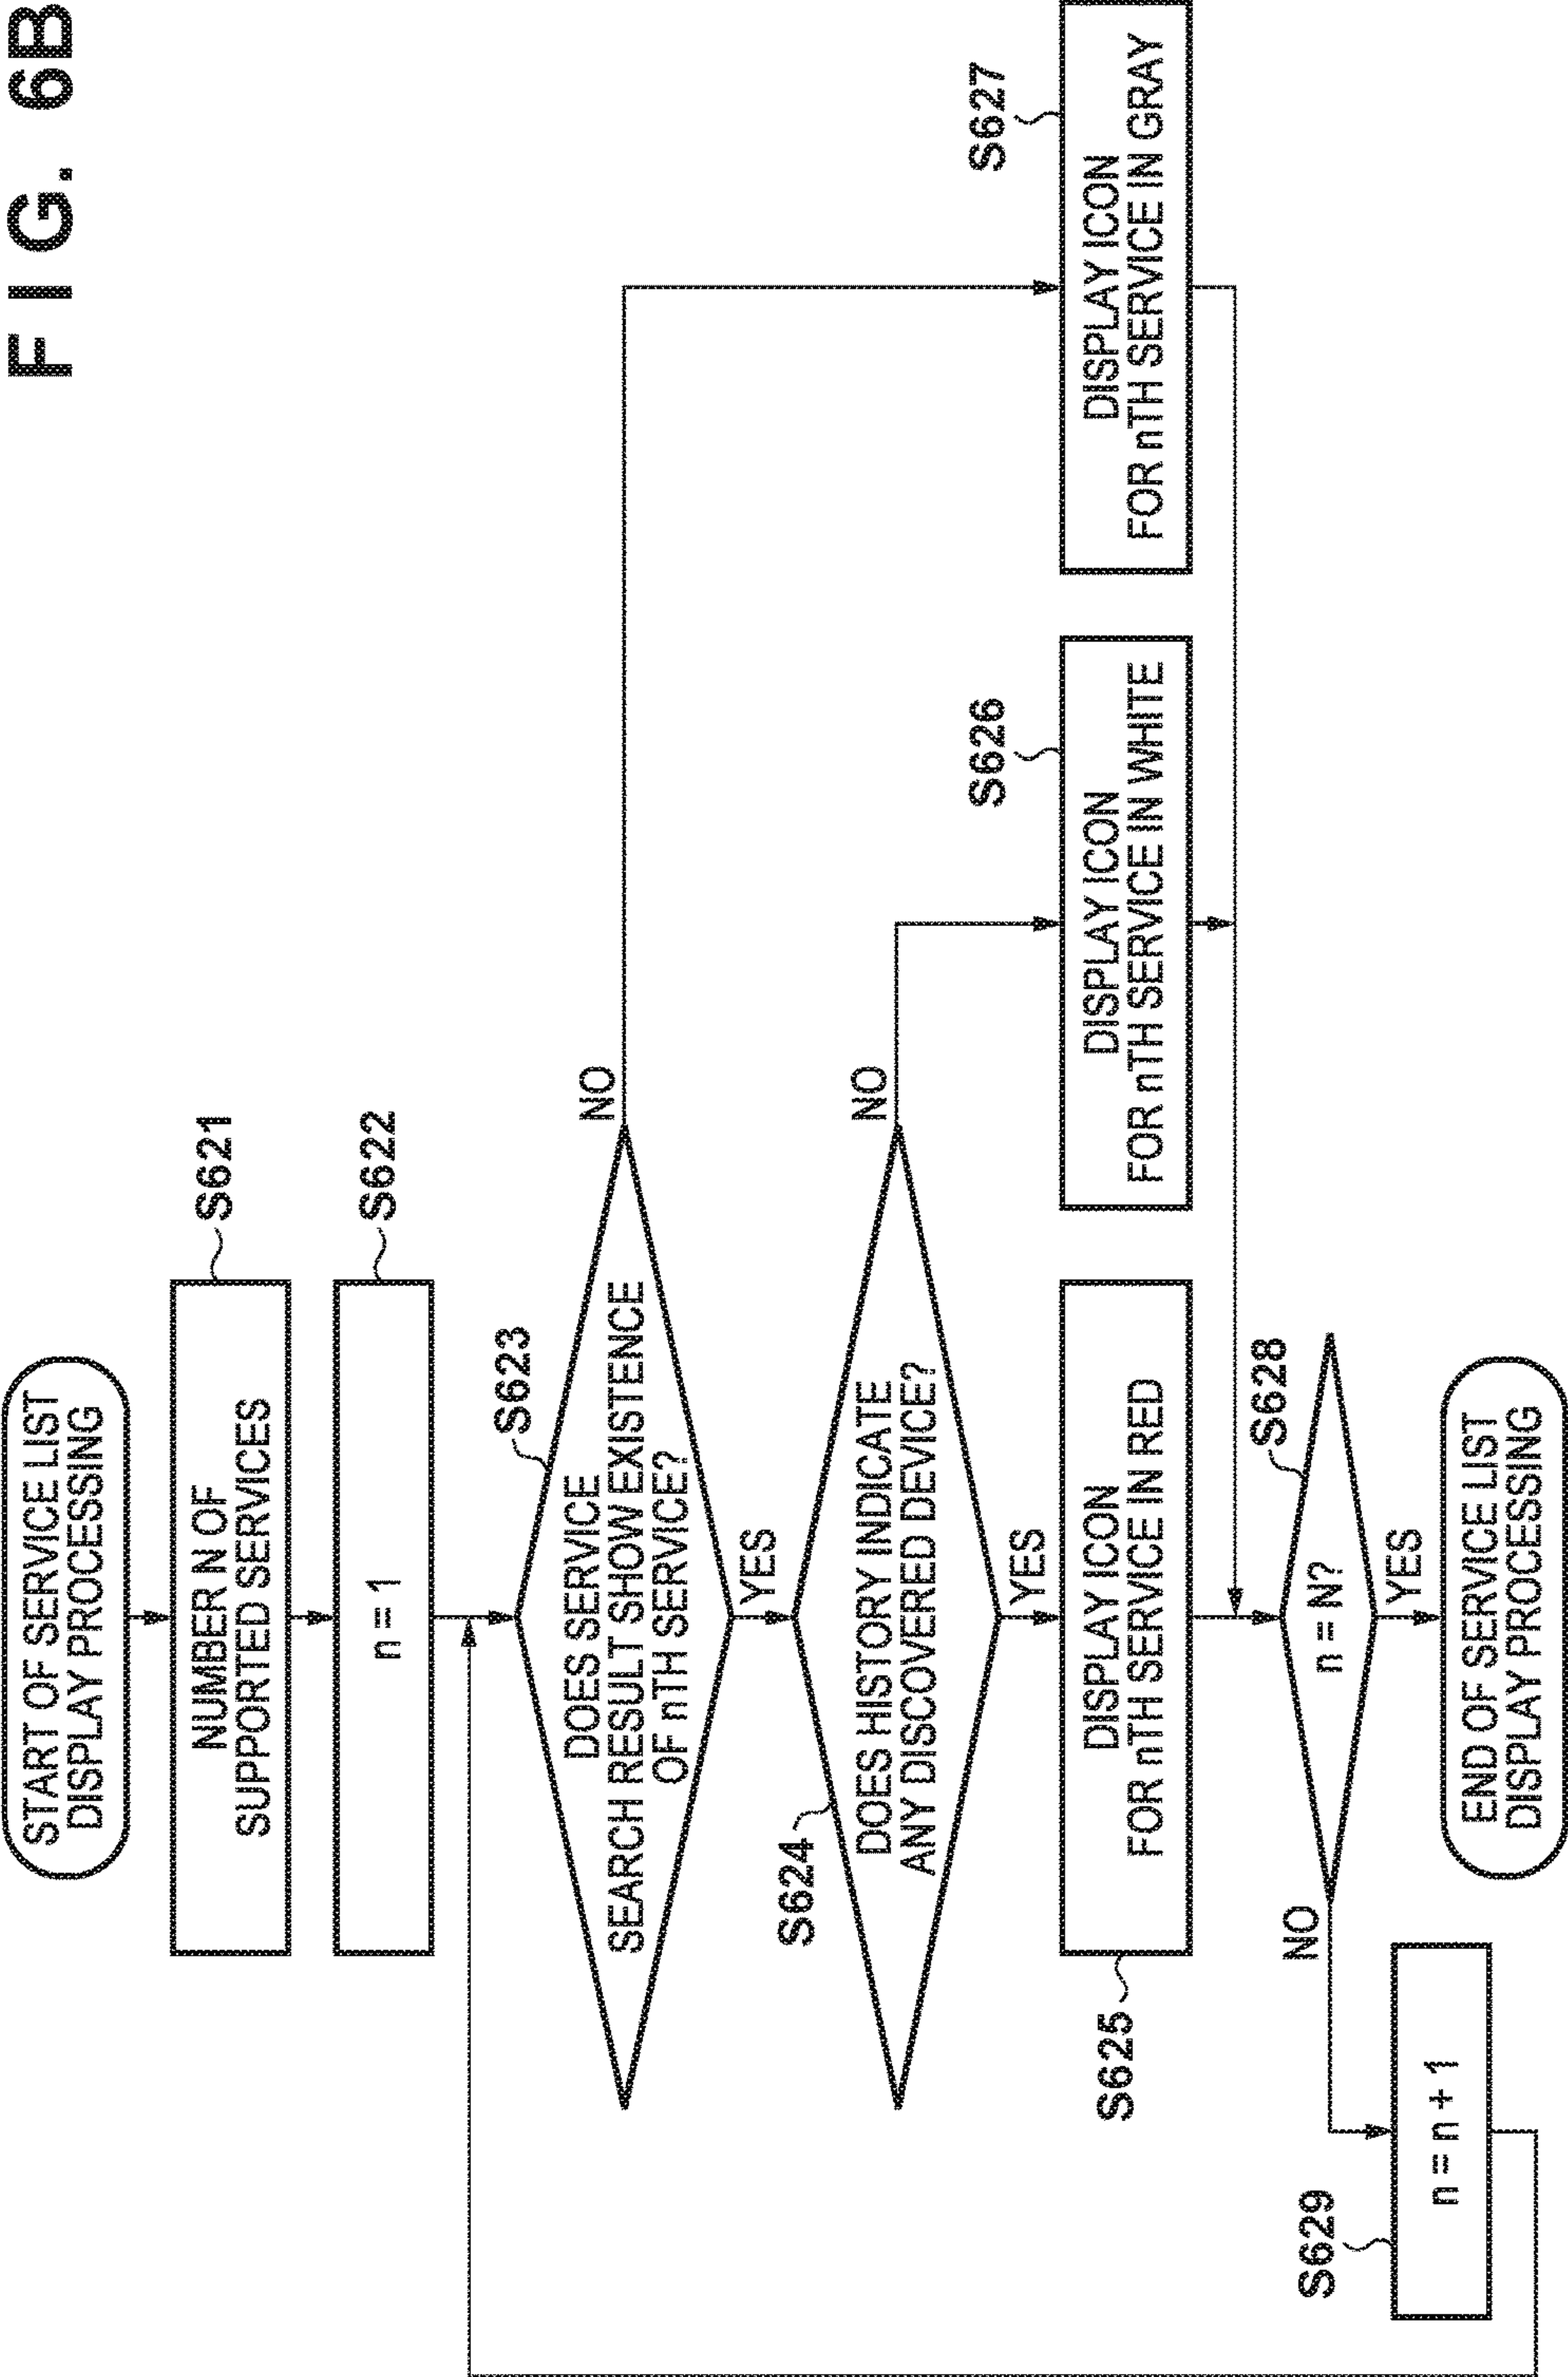 F I G. 6B
START OF SERVICE LIST
DISPLAY PROCESSING
S621
NUMBER N OF
SUPPORTED SERVICES
S622
n = 1
S623
DOES SERVICE
SEARCH RESULT SHOW EXISTENCE
OF nTH SERVICE?
NO
YES
S624
DOES HISTORY INDICATE
ANY DISCOVERED DEVICE?
NO
YES
S625
DISPLAY ICON
FOR nTH SERVICE IN RED
S626
DISPLAY ICON
FOR nTH SERVICE IN WHITE
S627
DISPLAY ICON
FOR nTH SERVICE IN GRAY
S628
n = N?
NO
YES
S629
n = n + 1
END OF SERVICE LIST
DISPLAY PROCESSING